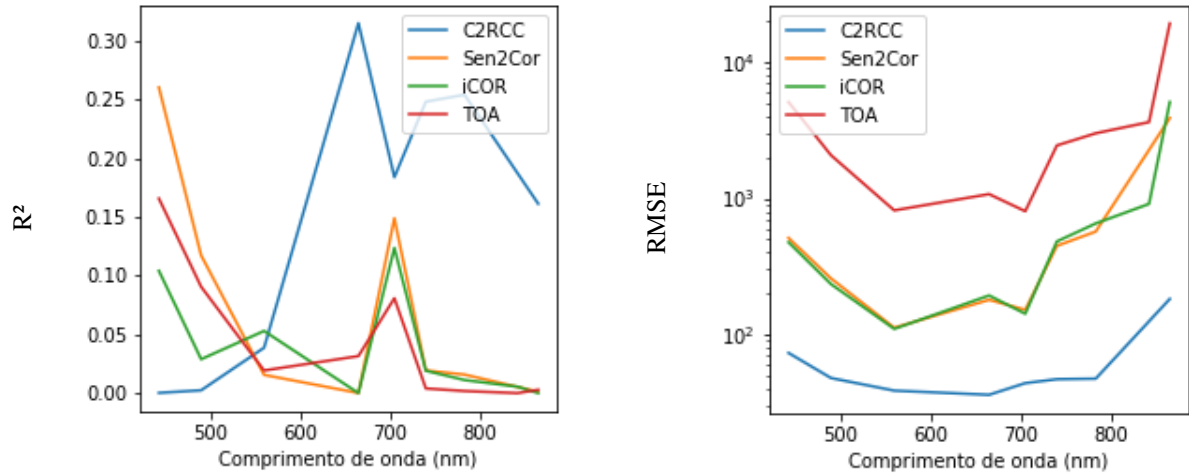 R²
0.30
0.25
0.20
0.15
0.10
0.05
0.00
500 600 700 800
Comprimento de onda (nm)
C2RCC
Sen2Cor
iCOR
TOA
RMSE
10⁴
10³
10²
500 600 700 800
Comprimento de onda (nm)
C2RCC
Sen2Cor
iCOR
TOA